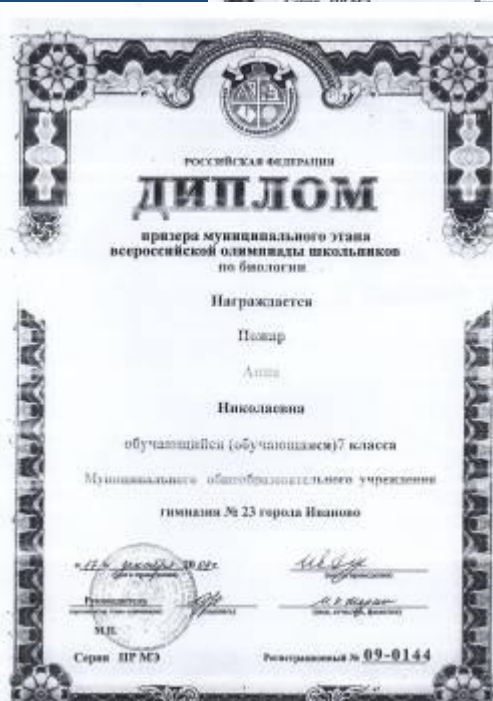 РОССИЙСКАЯ ФЕДЕРАЦИЯ
ДИПЛОМ
призера муниципального этапа
всероссийской олимпиады школьников
по биологии
Награждается
Пожар
Анна
Николаевна
обучающийся (обучающаяся)7 класса
Муниципального общеобразовательного учреждения
гимназия № 23 города Иваново
Руководитель
М.П.
Серия ПР МЭ
Регистрационный № 09-0144